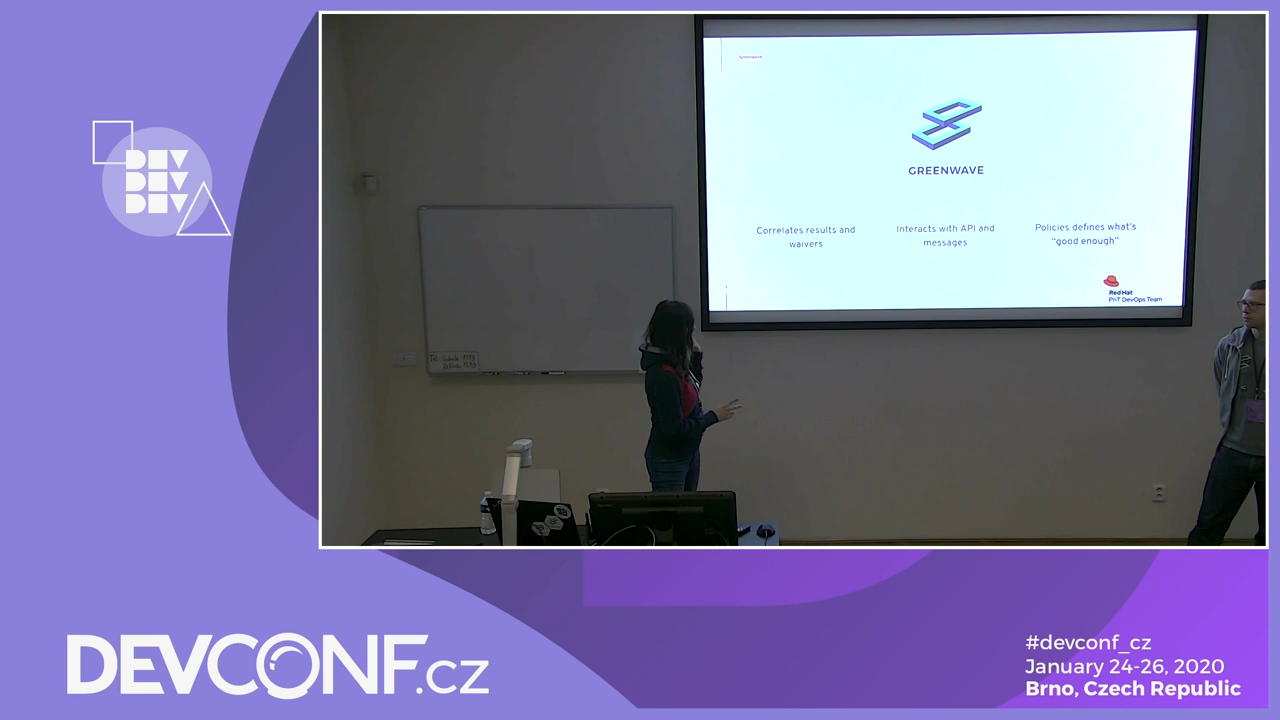 DEV
DEV
DEV
Greenwave
GREENWAVE
Correlates results and
waivers
Interacts with API and
messages
Policies defines what's
"good enough"
Red Hat
PnT DevOps Team
DEVCONF.cz
#devconf_cz
January 24-26, 2020
Brno, Czech Republic